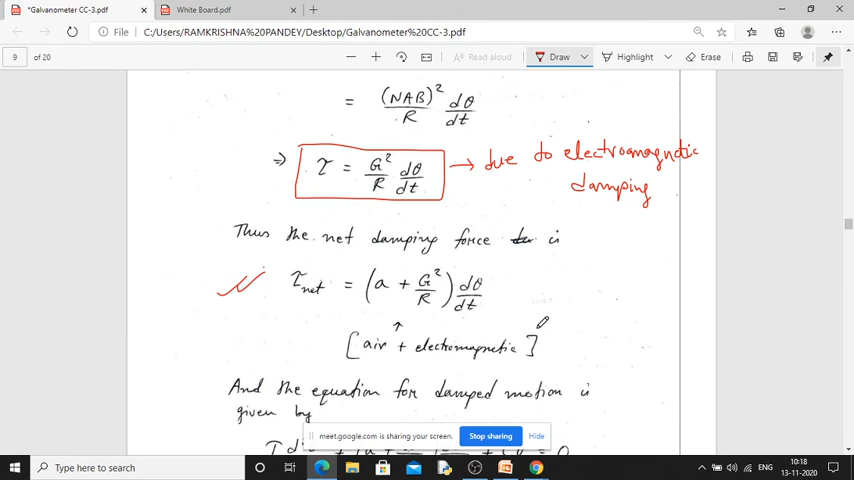 *Galvanometer CC-3.pdf
White Board.pdf
C:/Users/RAMKRISHNA%20PANDEY/Desktop/Galvanometer%20CC-3.pdf
9 of 20
Read aloud
Draw
Highlight
Erase
= (NAB)² / R dθ/dt
⇒ τ = G²/R dθ/dt → due to electroamagnetic
damping
Thus the net damping force is
τnet = (a + G²/R) dθ/dt
↑
[air + electromagnetic]
And the equation for damped motion is
given by
meet.google.com is sharing your screen.
Stop sharing
Hide
Type here to search
ENG
10:18
13-11-2020